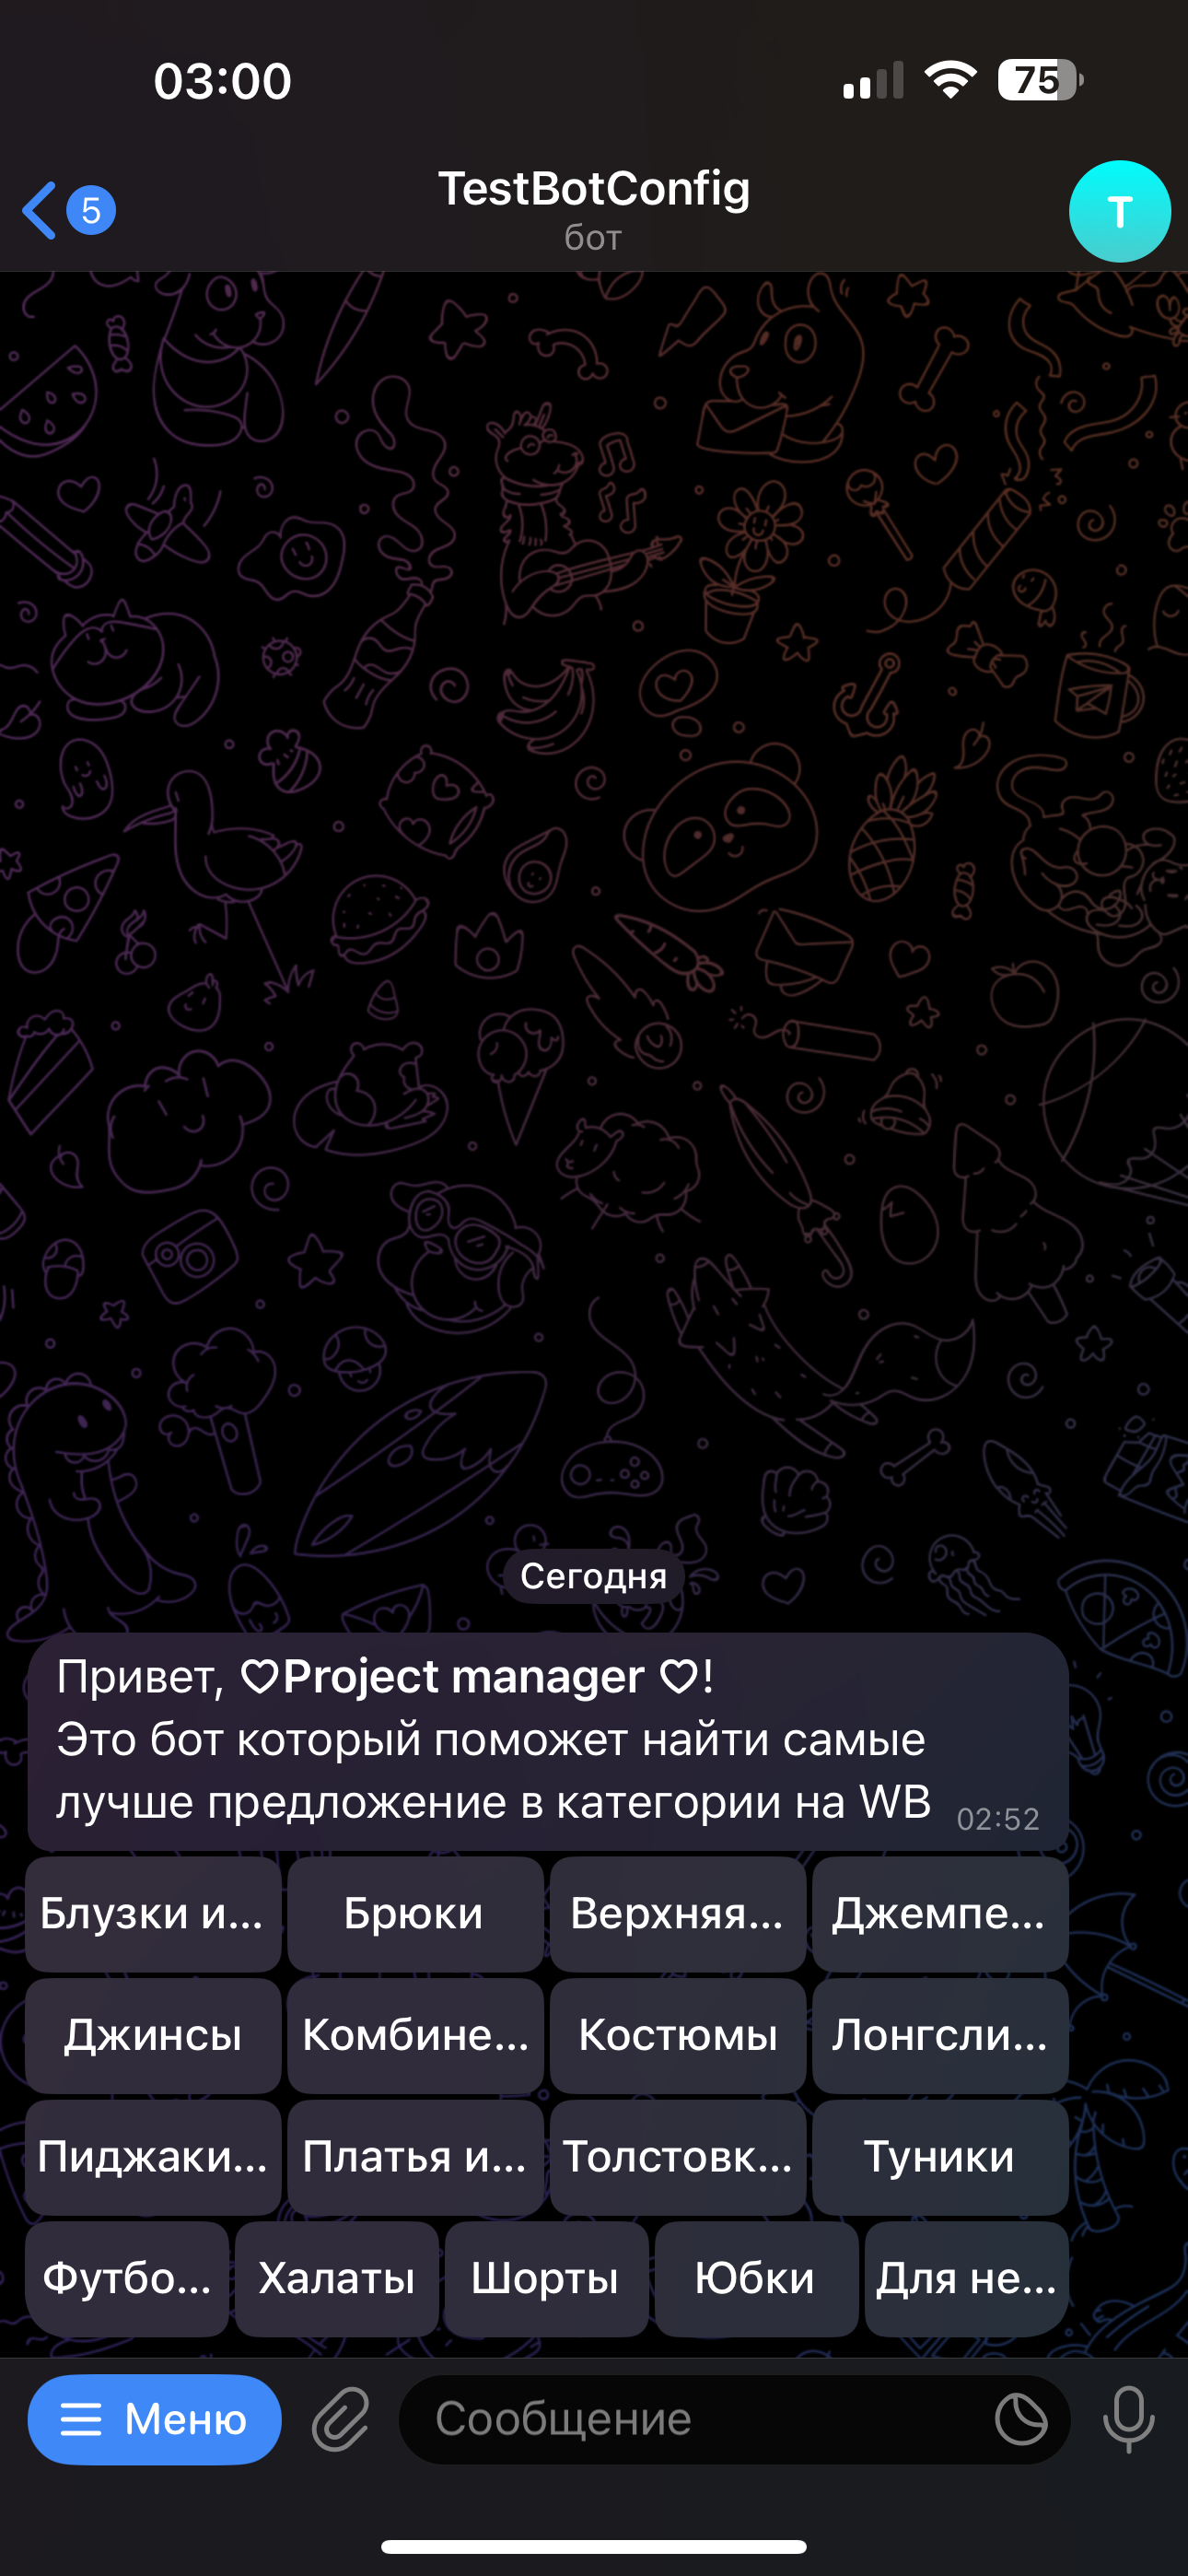 03:00
75
5
TestBotConfig
бот
T
Сегодня
Привет, ♡Project manager ♡!
Это бот который поможет найти самые
лучше предложение в категории на WB
02:52
Блузки и... Брюки Верхняя... Джемпе...
Джинсы Комбине... Костюмы Лонгсли...
Пиджаки... Платья и... Толстовк... Туники
Футбо... Халаты Шорты Юбки Для не...
Меню Сообщение